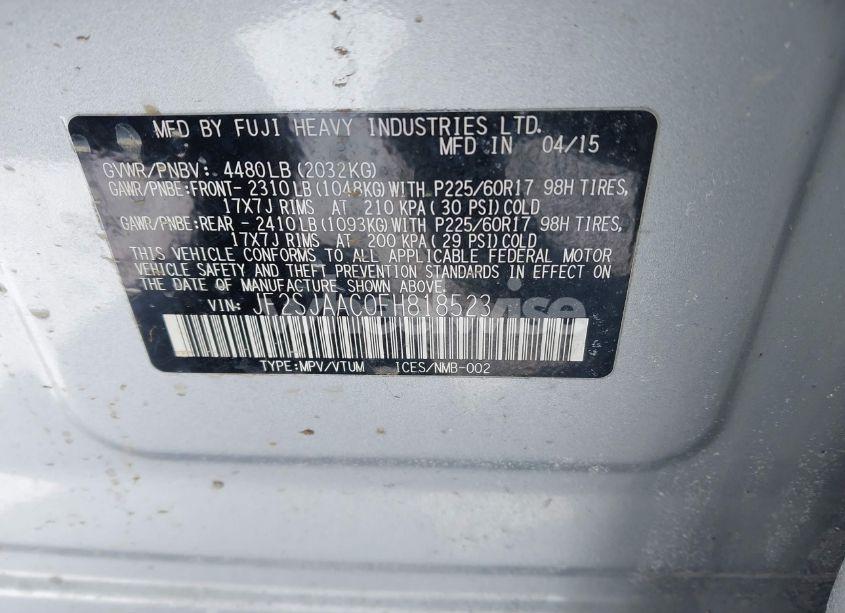 MFD BY FUJI HEAVY INDUSTRIES LTD.
MFD IN 04/15
GVWR/PNBV: 4480LB(2032KG)
GAWR/PNBE:FRONT- 2310LB(1048KG)WITH P225/60R17 98H TIRES,
17X7J RIMS AT 210 KPA( 30 PSI)COLD
GAWR/PNBE:REAR - 2410LB(1093KG)WITH P225/60R17 98H TIRES,
17X7J RIMS AT 200 KPA( 29 PSI)COLD
THIS VEHICLE CONFORMS TO ALL APPLICABLE FEDERAL MOTOR
VEHICLE SAFETY AND THEFT PREVENTION STANDARDS IN EFFECT ON
THE DATE OF MANUFACTURE SHOWN ABOVE.
VIN: JF2SJAAC0FH818523
TYPE:MPV/VTUM ICES/NMB-002